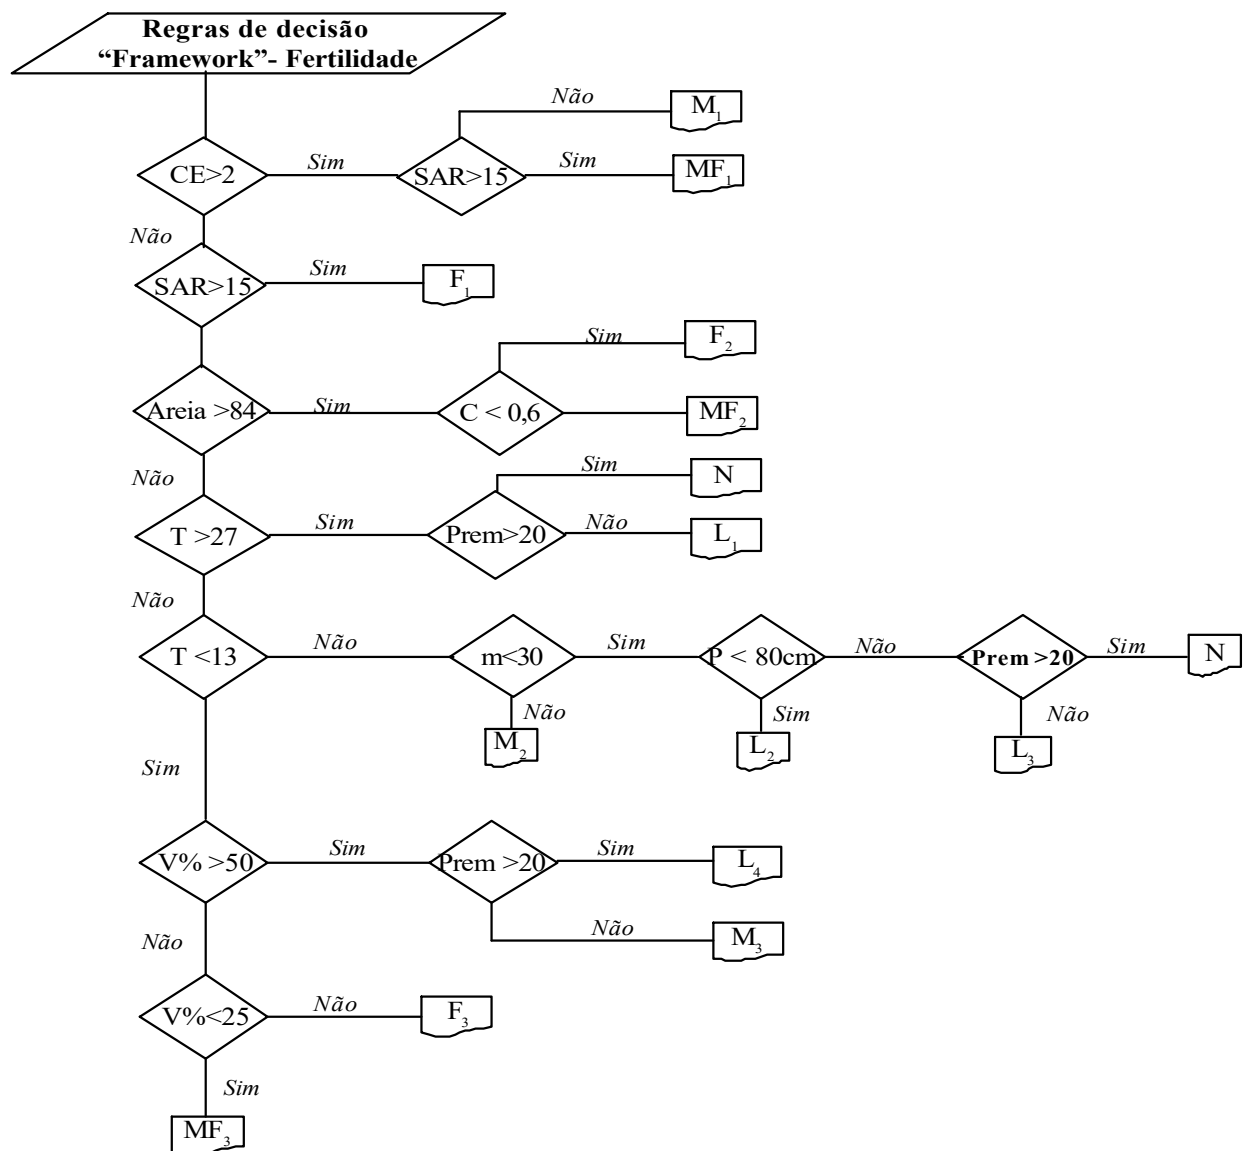 Regras de decisão
“Framework”- Fertilidade
Não
M1
CE>2
Sim
SAR>15
Sim
MF1
Não
SAR>15
Sim
F1
Sim
F2
Areia >84
Sim
C < 0,6
MF2
Não
Sim
N
T >27
Sim
Prem>20
Não
L1
Não
T <13
Não
m<30
Sim
P < 80cm
Não
Prem >20
Sim
N
Não
M2
Sim
L2
Não
L3
Sim
V% >50
Sim
Prem >20
Sim
L4
Não
Não
M3
V%<25
Não
F3
Sim
MF3